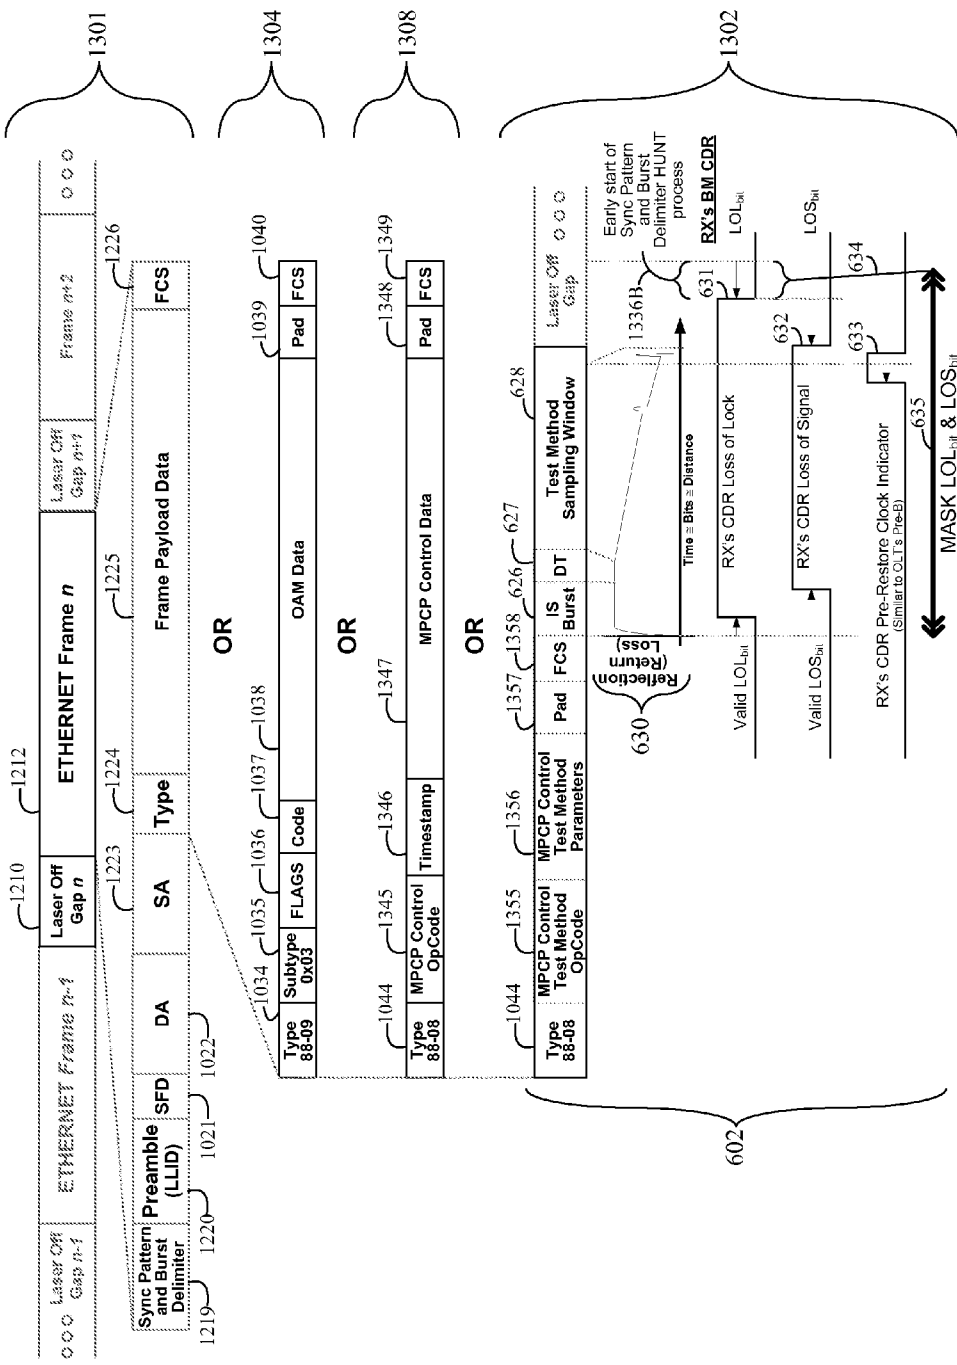 1301
1304
1308
1302
ooo Laser Off Gap n-1
ETHERNET Frame n-1
Laser Off Gap n
1210
ETHERNET Frame n
1212
Laser Off Gap n+1
Frame n+2
ooo
Sync Pattern and Burst Delimiter
1219
Preamble (LLID)
1220
SFD
1021
DA
1022
SA
1223
Type
1224
Frame Payload Data
1225
FCS
1226
OR
Type 88-09
1034
Subtype 0x03
1035
FLAGS
1036
Code
1037
OAM Data
1038
Pad
1039
FCS
1040
OR
Type 88-08
1044
MPCP Control OpCode
1345
Timestamp
1346
MPCP Control Data
1347
Pad
1348
FCS
1349
OR
Type 88-08
1044
MPCP Control Test Method OpCode
1355
MPCP Control Test Method Parameters
1356
Pad
1357
FCS
1358
IS Burst
626
DT
627
Test Method Sampling Window
628
Laser Off Gap
ooo
602
630
Reflection (Return Loss)
Time ≅ Bits ≅ Distance
1336B
Early start of
Sync Pattern
and Burst
Delimiter HUNT
process
RX's BM CDR
Valid LOLbit
RX's CDR Loss of Lock
631
LOLbit
Valid LOSbit
RX's CDR Loss of Signal
632
LOSbit
RX's CDR Pre-Restore Clock Indicator
(Similar to OLT's Pre-B)
633
634
635
MASK LOLbit & LOSbit